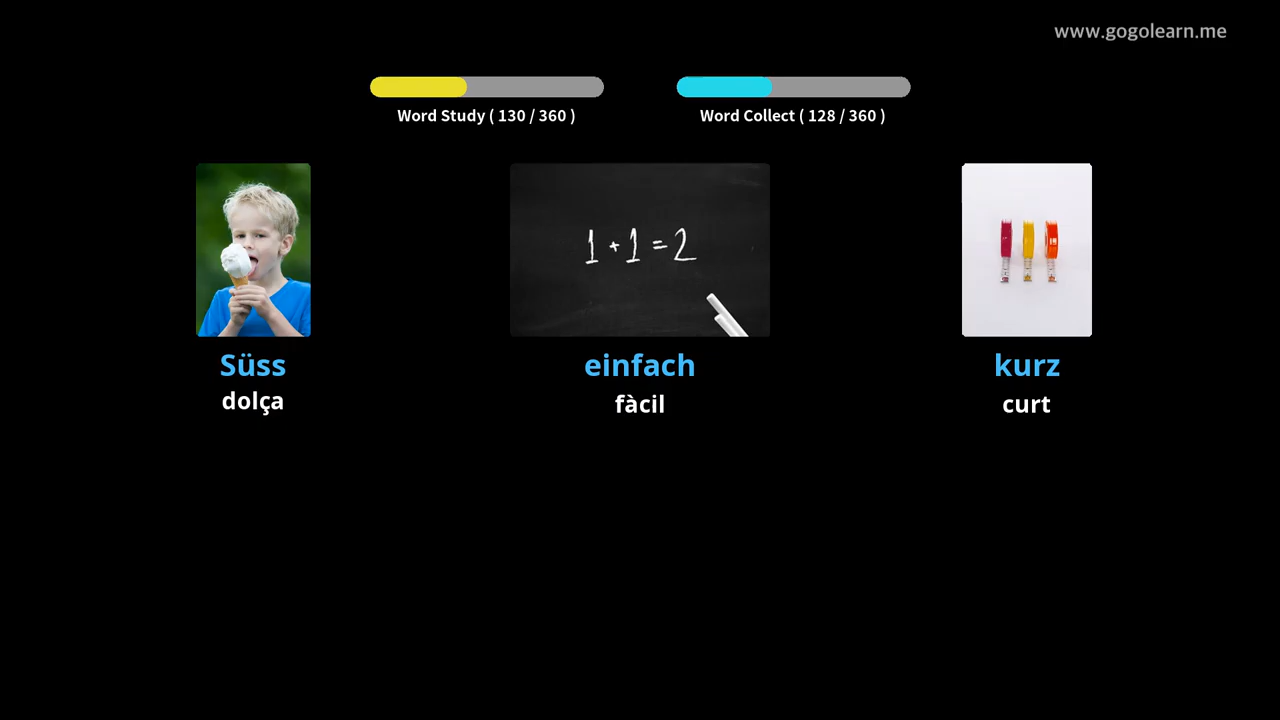 www.gogolearn.me
Word Study ( 130 / 360 )
Word Collect ( 128 / 360 )
1 + 1 = 2
Süss
einfach
kurz
dolça
fàcil
curt